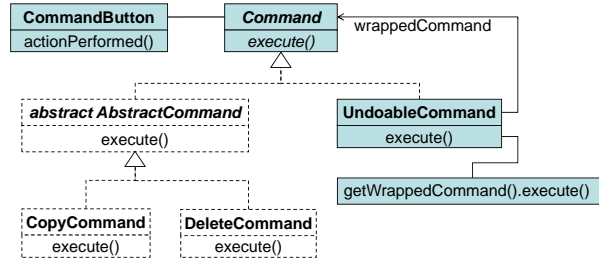 CommandButton
actionPerformed()
Command
execute()
wrappedCommand
abstract AbstractCommand
execute()
UndoableCommand
execute()
getWrappedCommand().execute()
CopyCommand
execute()
DeleteCommand
execute()